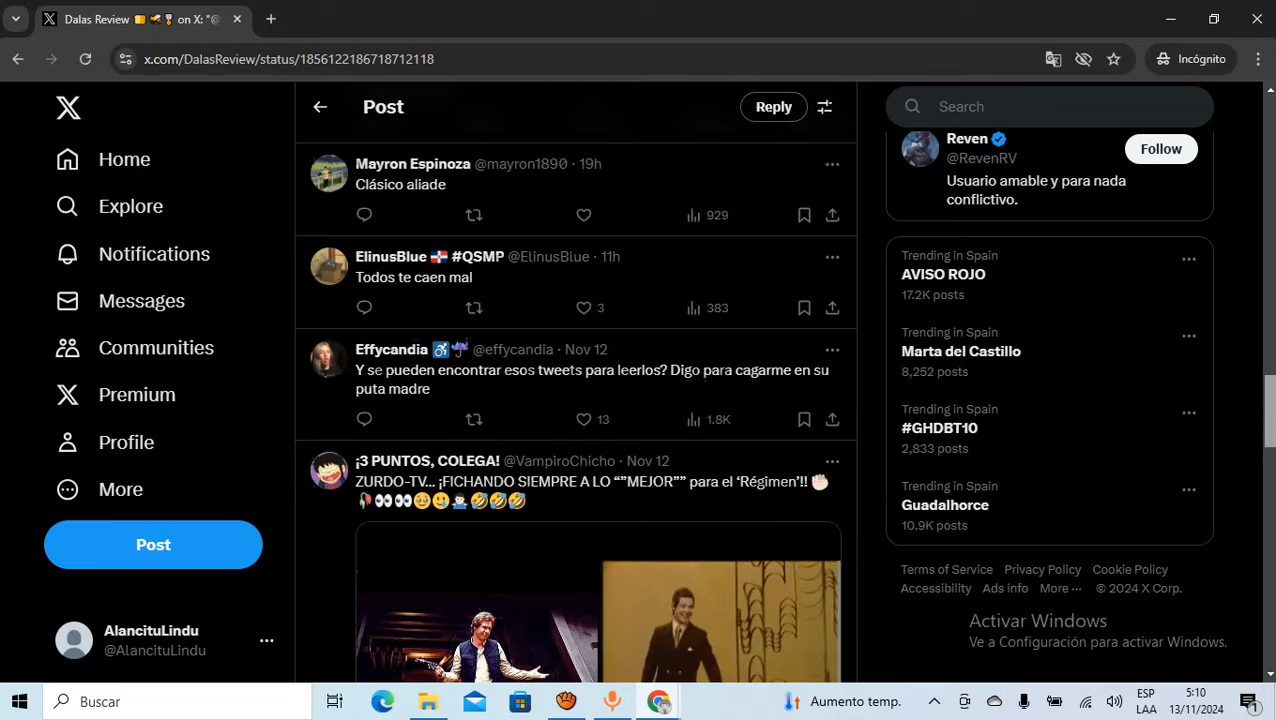 Dalas Review on X: "@
x.com/DalasReview/status/1856122186718712118
Incógnito
Home
Explore
Notifications
Messages
Communities
Premium
Profile
More
Post
AlancituLindu
@AlancituLindu
Post
Reply
Mayron Espinoza @mayron1890 · 19h
Clásico aliade
929
ElinusBlue 🇩🇴 #QSMP @ElinusBlue · 11h
Todos te caen mal
3
383
Effycandia @effycandia · Nov 12
Y se pueden encontrar esos tweets para leerlos? Digo para cagarme en su
puta madre
13
1.8K
¡3 PUNTOS, COLEGA! @VampiroChicho · Nov 12
ZURDO-TV... ¡FICHANDO SIEMPRE A LO “”MEJOR”” para el ‘Régimen’!! ✊🏻
🥀👀👀🥹🥲🙇🏻‍♂️🤣🤣🤣
Search
Reven
@RevenRV
Follow
Usuario amable y para nada
conflictivo.
Trending in Spain
AVISO ROJO
17.2K posts
Trending in Spain
Marta del Castillo
8,252 posts
Trending in Spain
#GHDBT10
2,833 posts
Trending in Spain
Guadalhorce
10.9K posts
Terms of Service Privacy Policy Cookie Policy
Accessibility Ads info More ··· © 2024 X Corp.
Activar Windows
Ve a Configuración para activar Windows.
Buscar
Aumento temp.
ESP
LAA
5:10
13/11/2024
1